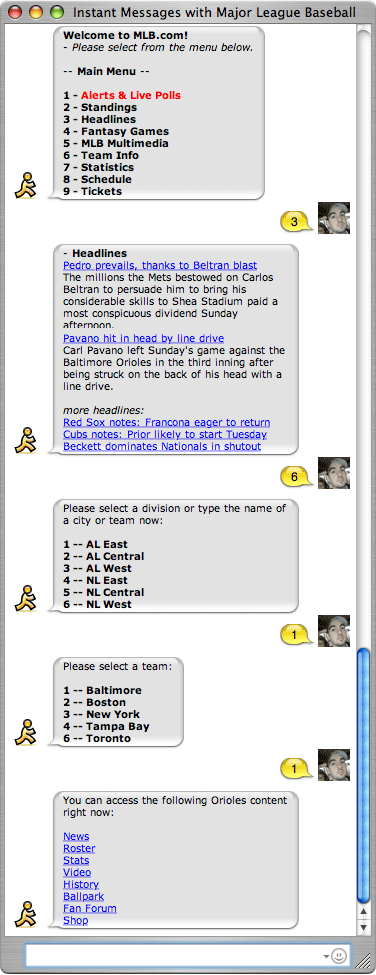 Instant Messages with Major League Baseball
Welcome to MLB.com!
- Please select from the menu below.
-- Main Menu --
1 - Alerts & Live Polls
2 - Standings
3 - Headlines
4 - Fantasy Games
5 - MLB Multimedia
6 - Team Info
7 - Statistics
8 - Schedule
9 - Tickets
3
- Headlines
Pedro prevails, thanks to Beltran blast
The millions the Mets bestowed on Carlos
Beltran to persuade him to bring his
considerable skills to Shea Stadium paid a
most conspicuous dividend Sunday
afternoon.
Pavano hit in head by line drive
Carl Pavano left Sunday's game against the
Baltimore Orioles in the third inning after
being struck on the back of his head with a
line drive.
more headlines:
Red Sox notes: Francona eager to return
Cubs notes: Prior likely to start Tuesday
Beckett dominates Nationals in shutout
6
Please select a division or type the name of
a city or team now:
1 -- AL East
2 -- AL Central
3 -- AL West
4 -- NL East
5 -- NL Central
6 -- NL West
1
Please select a team:
1 -- Baltimore
2 -- Boston
3 -- New York
4 -- Tampa Bay
6 -- Toronto
1
You can access the following Orioles content
right now:
News
Roster
Stats
Video
History
Ballpark
Fan Forum
Shop